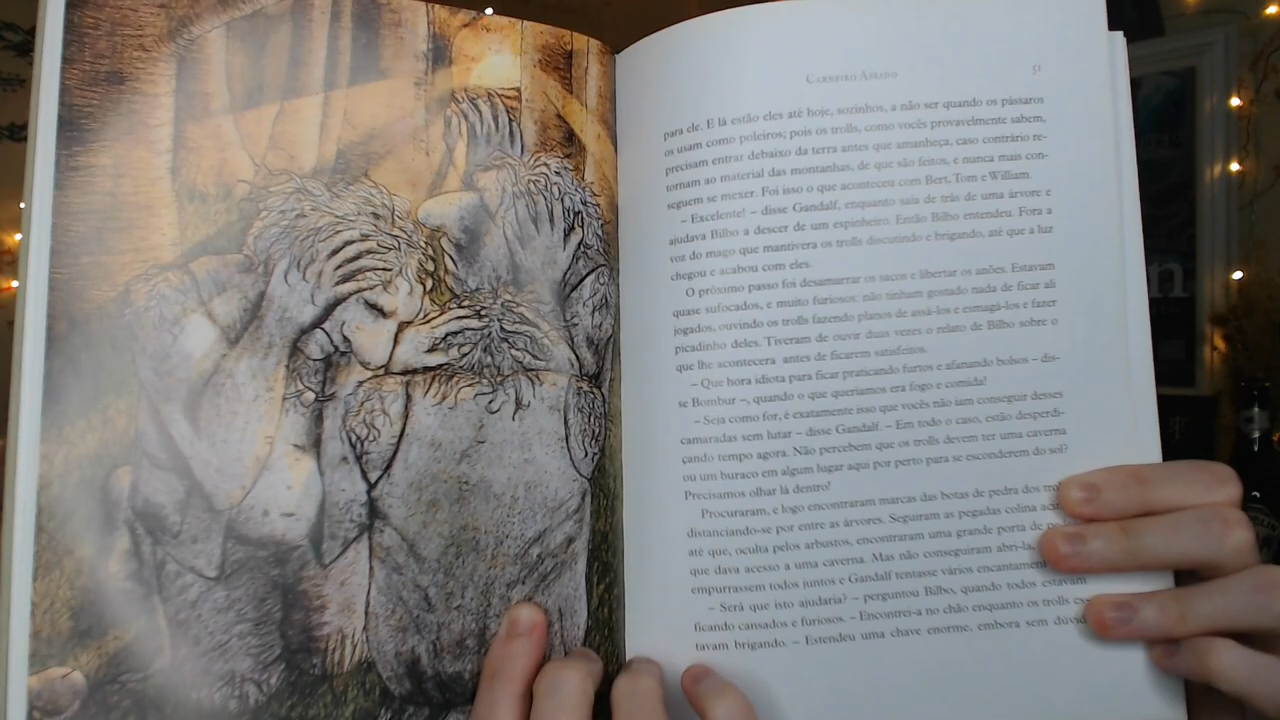 Carneiro Assado 51
para ele. E lá estão eles até hoje, sozinhos, a não ser quando os pássaros
os usam como poleiros; pois os trolls, como vocês provavelmente sabem,
precisam entrar debaixo da terra antes que amanheça, caso contrário re-
tornam ao material das montanhas, de que são feitos, e nunca mais con-
seguem se mexer. Foi isso o que aconteceu com Bert, Tom e William.
– Excelente! – disse Gandalf, enquanto saía de trás de uma árvore e
ajudava Bilbo a descer de um espinheiro. Então Bilbo entendeu. Fora a
voz do mago que mantivera os trolls discutindo e brigando, até que a luz
chegou e acabou com eles.
O próximo passo foi desamarrar os sacos e libertar os anões. Estavam
quase sufocados, e muito furiosos: não tinham gostado nada de ficar ali
jogados, ouvindo os trolls fazendo planos de assá-los e esmagá-los e fazer
picadinho deles. Tiveram de ouvir duas vezes o relato de Bilbo sobre o
que lhe acontecera antes de ficarem satisfeitos.
– Que hora idiota para ficar praticando furtos e afanando bolsos – dis-
se Bombur –, quando o que queríamos era fogo e comida!
– Seja como for, é exatamente isso que vocês não iam conseguir desses
camaradas sem lutar – disse Gandalf. – Em todo o caso, estão desperdi-
çando tempo agora. Não percebem que os trolls devem ter uma caverna
ou um buraco em algum lugar aqui por perto para se esconderem do sol?
Precisamos olhar lá dentro!
Procuraram, e logo encontraram marcas das botas de pedra dos
distanciando-se por entre as árvores. Seguiram as pegadas colina
até que, oculta pelos arbustos, encontraram uma grande porta de
que dava acesso a uma caverna. Mas não conseguiram abri-la,
empurrassem todos juntos e Gandalf tentasse vários
– Será que isto ajudaria? – perguntou Bilbo, quando todos estavam
ficando cansados e furiosos. – Encontrei-a no chão enquanto os trolls es-
tavam brigando. – Estendeu uma chave enorme, embora sem